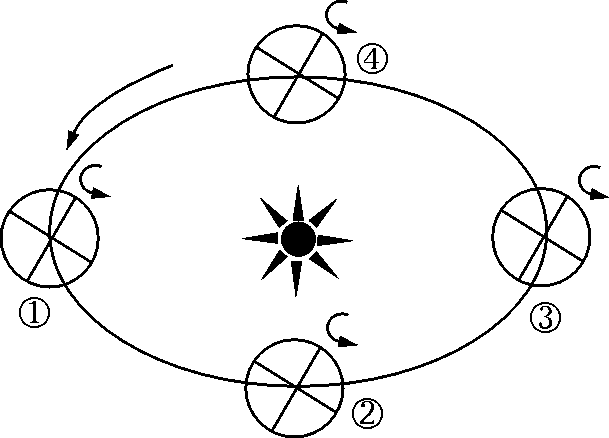 ④
①
③
②